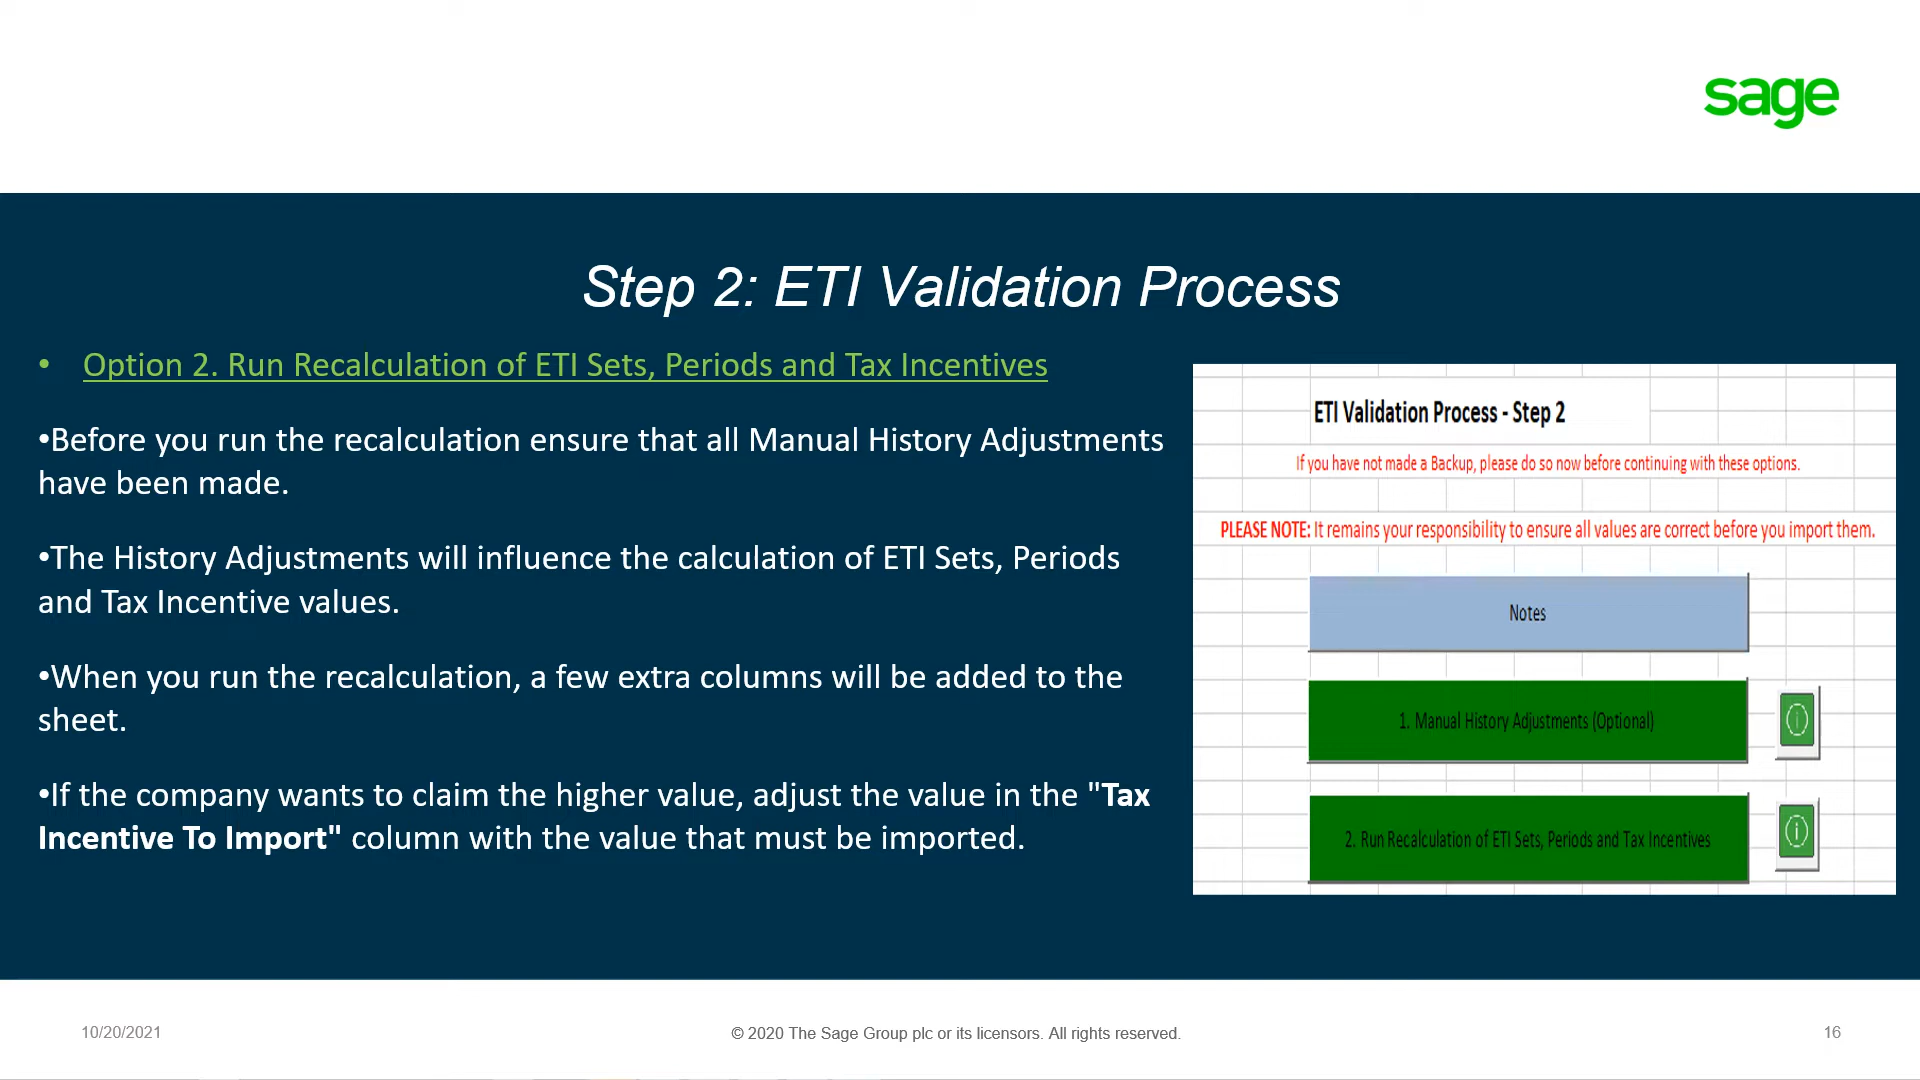 sage
Step 2: ETI Validation Process
• Option 2. Run Recalculation of ETI Sets, Periods and Tax Incentives
•Before you run the recalculation ensure that all Manual History Adjustments
have been made.
•The History Adjustments will influence the calculation of ETI Sets, Periods
and Tax Incentive values.
•When you run the recalculation, a few extra columns will be added to the
sheet.
•If the company wants to claim the higher value, adjust the value in the "Tax
Incentive To Import" column with the value that must be imported.
ETI Validation Process - Step 2
If you have not made a Backup, please do so now before continuing with these options.
PLEASE NOTE: It remains your responsibility to ensure all values are correct before you import them.
Notes
1. Manual History Adjustments (Optional)
i
2. Run Recalculation of ETI Sets, Periods and Tax Incentives
i
10/20/2021
© 2020 The Sage Group plc or its licensors. All rights reserved.
16